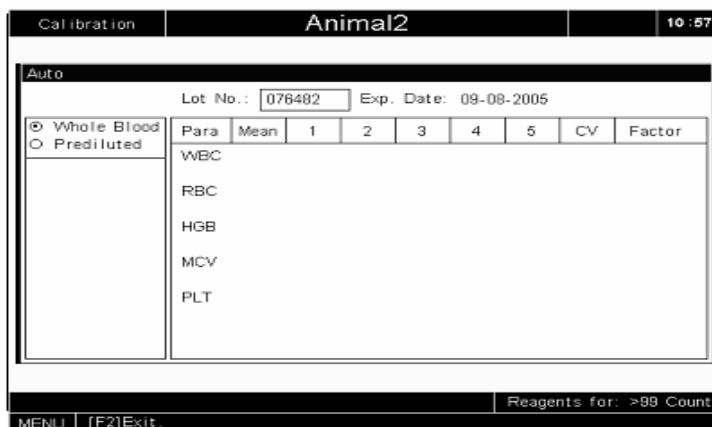 Calibration Animal2 10:57
Auto
Lot No.: 076482 Exp. Date: 09-08-2005
Whole Blood
Prediluted
Para Mean 1 2 3 4 5 CV Factor
WBC
RBC
HGB
MCV
PLT
Reagents for: >99 Count
MENU [F2]Exit.